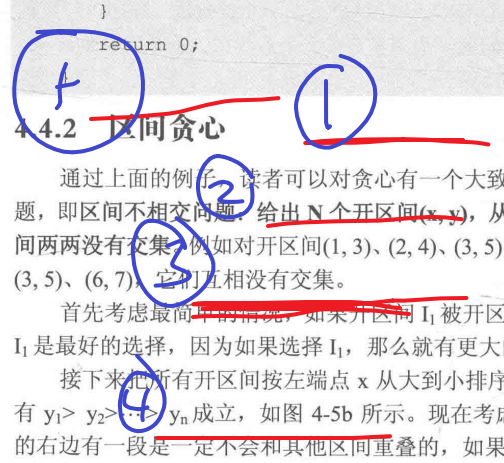 }
return 0;
}
4.4.2 区间贪心
通过上面的例子,读者可以对贪心有一个大致
题,即区间不相交问题:给出 N 个开区间(x, y),从
间两两没有交集。例如对开区间(1, 3)、(2, 4)、(3, 5)
(3, 5)、(6, 7),它们互相没有交集。
首先考虑最简单的情况,如果开区间 I₁ 被开区
I₁ 是最好的选择,因为如果选择 I₁,那么就有更大
接下来把所有开区间按左端点 x 从大到小排序
有 y₁> y₂>…> yₙ 成立,如图 4-5b 所示。现在考虑
的右边有一段是一定不会和其他区间重叠的,如果
1
2
3
4